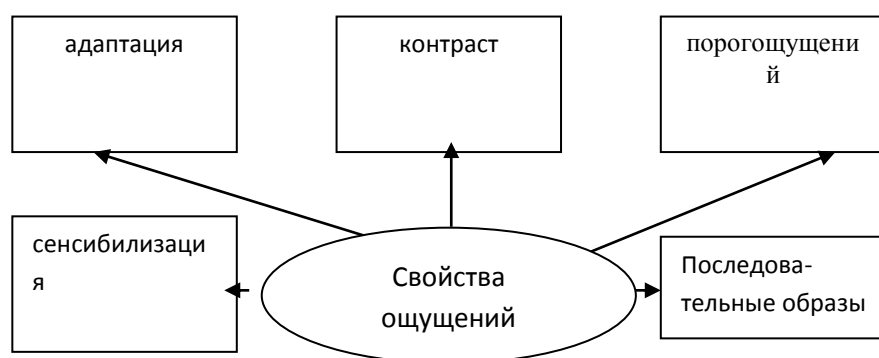 адаптация
контраст
порогощущени
й
сенсибилизаци
я
Свойства
ощущений
Последова-
тельные образы